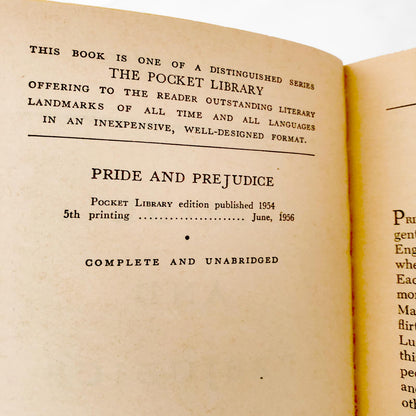 THIS BOOK IS ONE OF A DISTINGUISHED SERIES
THE POCKET LIBRARY
OFFERING TO THE READER OUTSTANDING LITERARY
LANDMARKS OF ALL TIME AND ALL LANGUAGES
IN AN INEXPENSIVE, WELL-DESIGNED FORMAT.
PRIDE AND PREJUDICE
POCKET LIBRARY edition published 1954
5th printing ...................... June, 1956
•
COMPLETE AND UNABRIDGED